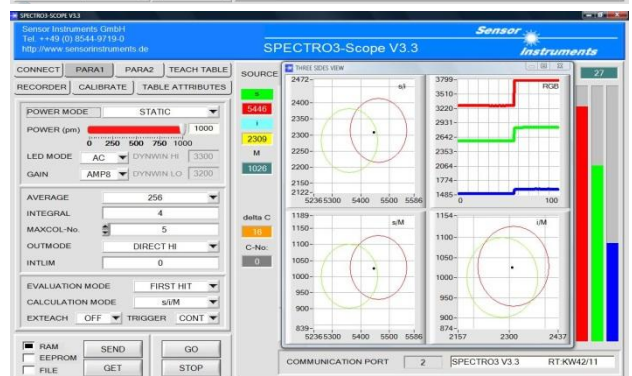 SPECTRO3-SCOPE V3.3
Sensor Instruments GmbH
Tel. ++49 (0) 8544-9719-0
http://www.sensorinstruments.de
SPECTRO3-Scope V3.3
Sensor
Instruments
CONNECT PARA1 PARA2 TEACH TABLE
RECORDER CALIBRATE TABLE ATTRIBUTES
POWER MODE STATIC
POWER (pm) 1000
0 250 500 750 1000
LED MODE AC DYNWIN HI 3300
GAIN AMP8 DYNWIN LO 3200
AVERAGE 256
INTEGRAL 4
MAXCOL-No. 5
OUTMODE DIRECT HI
INTLIM 0
EVALUATION MODE FIRST HIT
CALCULATION MODE s/i/M
EXTEACH OFF TRIGGER CONT
RAM
EEPROM
FILE
SEND GO
GET STOP
SOURCE
s
5446
i
2309
M
1026
delta C
16
C-No:
0
THREE SIDES VIEW
2472
2400
2350
2300
2250
2200
2150
2122
5236 5300 5400 5500 5586
s/i
3799
3510
3220
2931
2642
2353
2064
1774
1485
0 100
RGB
1189
1150
1100
1050
1000
950
900
839
5236 5300 5400 5500 5586
s/M
1154
1100
1050
1000
950
900
874
2157 2300 2437
i/M
27
COMMUNICATION PORT 2 SPECTRO3 V3.3 RT:KW42/11